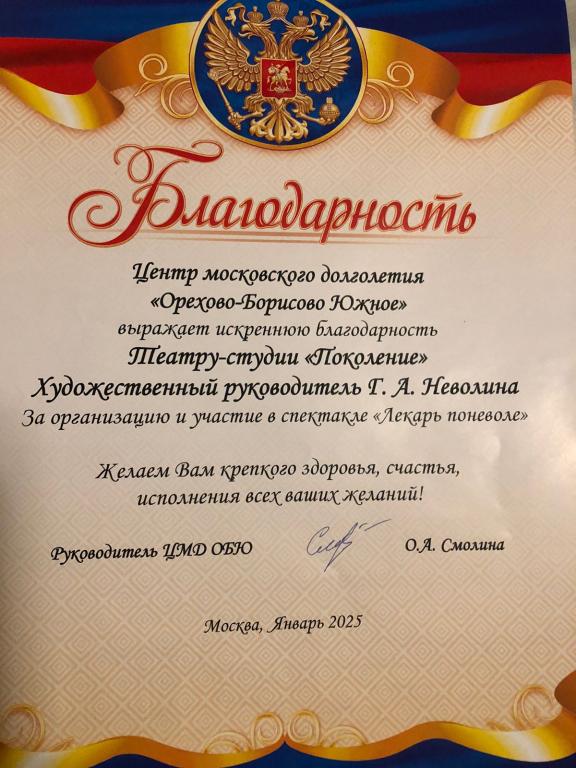 Благодарность
Центр московского долголетия
«Орехово-Борисово Южное»
выражает искреннюю благодарность
Театру-студии «Поколение»
Художественный руководитель Г. А. Неволина
За организацию и участие в спектакле «Лекарь поневоле»
Желаем Вам крепкого здоровья, счастья,
исполнения всех ваших желаний!
Руководитель ЦМД ОБЮ О.А. Смолина
Москва, Январь 2025